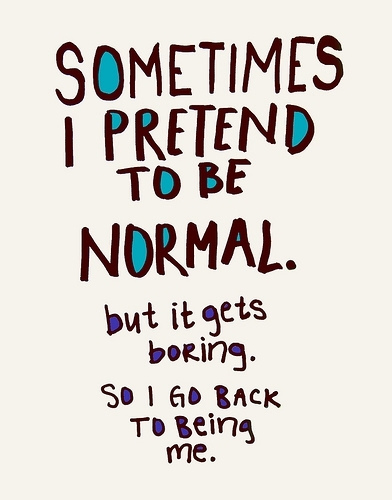 SOMETIMES
I PRETEND
TO BE
NORMAL.
but it gets
boring.
SO I GO BACK
TO Being
me.